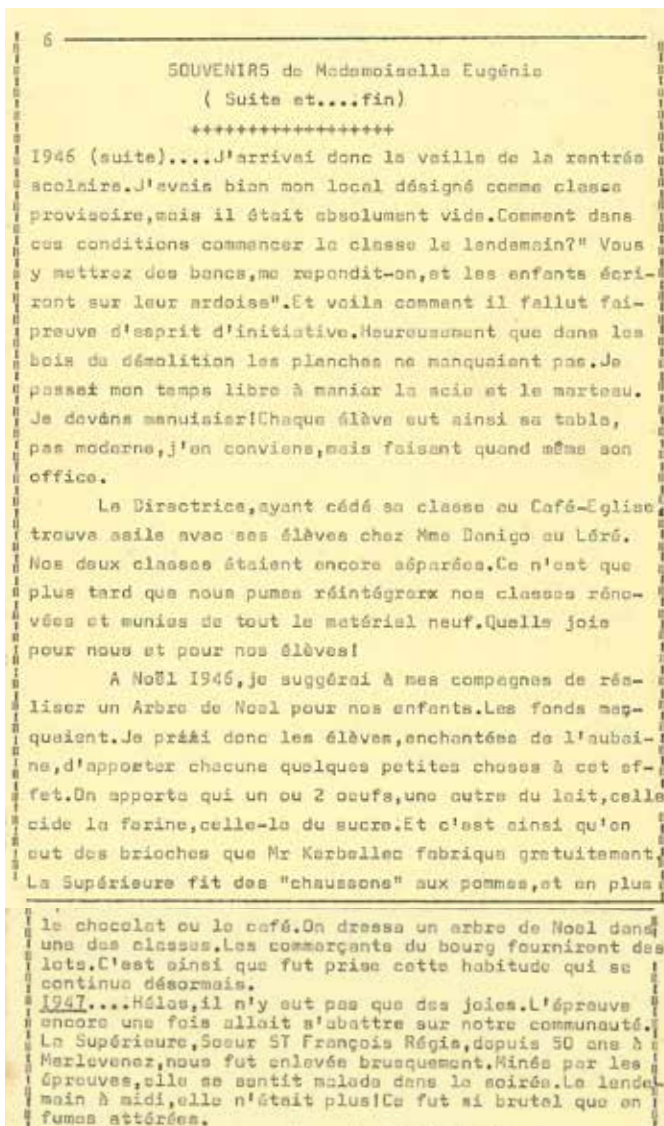 6
SOUVENIRS de Mademoiselle Eugénie
( Suite et....fin)
++++++++++++++++++
I946 (suite)....J'arrivai donc la veille de la rentrée
scolaire.J'avais bien mon local désigné comme classe
provisoire,mais il était absolument vide.Comment dans
ces conditions commencer la classe le lendemain?" Vous
y mettrez des bancs,me repondit-on,et les enfants écri-
ront sur leur ardoise".Et voila comment il fallut fai-
preuve d'esprit d'initiative.Heureusement que dans les
bois de démolition les planches ne manquaient pas.Je
passai mon temps libre à manier la scie et le marteau.
Je devins menuisier!Chaque élève eut ainsi sa table,
pas moderne,j'en conviens,mais faisant quand même son
office.
La Directrice,ayant cédé sa classe au Café-Eglise
trouva asile avec ses élèves chez Mme Danigo au Léré.
Nos deux classes étaient encore séparées.Ce n'est que
plus tard que nous pumes réintégrerx nos classes réno-
vées et munies de tout le matériel neuf.Quelle joie
pour nous et pour nos élèves!
A Noël I946,je suggérai à mes compagnes de réa-
liser un Arbre de Noel pour nos enfants.Les fonds man-
quaient.Je priai donc les élèves,enchantées de l'aubai-
ne,d'apporter chacune quelques petites choses à cet ef-
fet.On apporta qui un ou 2 oeufs,une autre du lait,celle
cide la farine,celle-la du sucre.Et c'est ainsi qu'on
eut des brioches que Mr Kerbellec fabriqua gratuitement.
La Supérieure fit des "chaussons" aux pommes,et en plus
le chocolat ou le café.On dressa un arbre de Noel dans
une des classes.Les commerçants du bourg fournirent des
lots.C'est ainsi que fut prise cette habitude qui se
continua désormais.
I947....Hélas,il n'y eut pas que des joies.L'épreuve
encore une fois allait s'abattre sur notre communauté.
La Supérieure,Soeur ST François Régis,depuis 50 ans à
Merlevenez,nous fut enlevée brusquement.Minée par les
épreuves,elle se sentit malade dans la soirée.Le lende-
main à midi,elle n'était plus!Ce fut si brutal que on
fumes attérées.